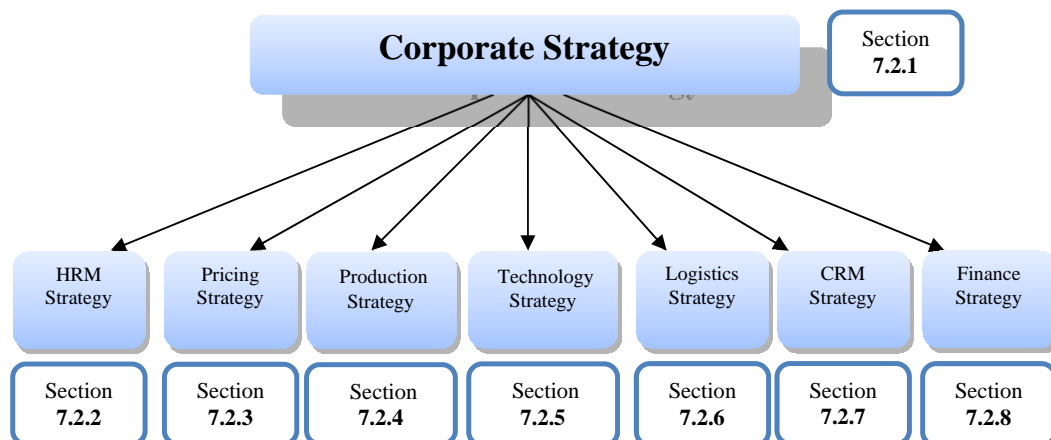 Corporate Strategy
Section
7.2.1
HRM
Strategy
Pricing
Strategy
Production
Strategy
Technology
Strategy
Logistics
Strategy
CRM
Strategy
Finance
Strategy
Section
7.2.2
Section
7.2.3
Section
7.2.4
Section
7.2.5
Section
7.2.6
Section
7.2.7
Section
7.2.8